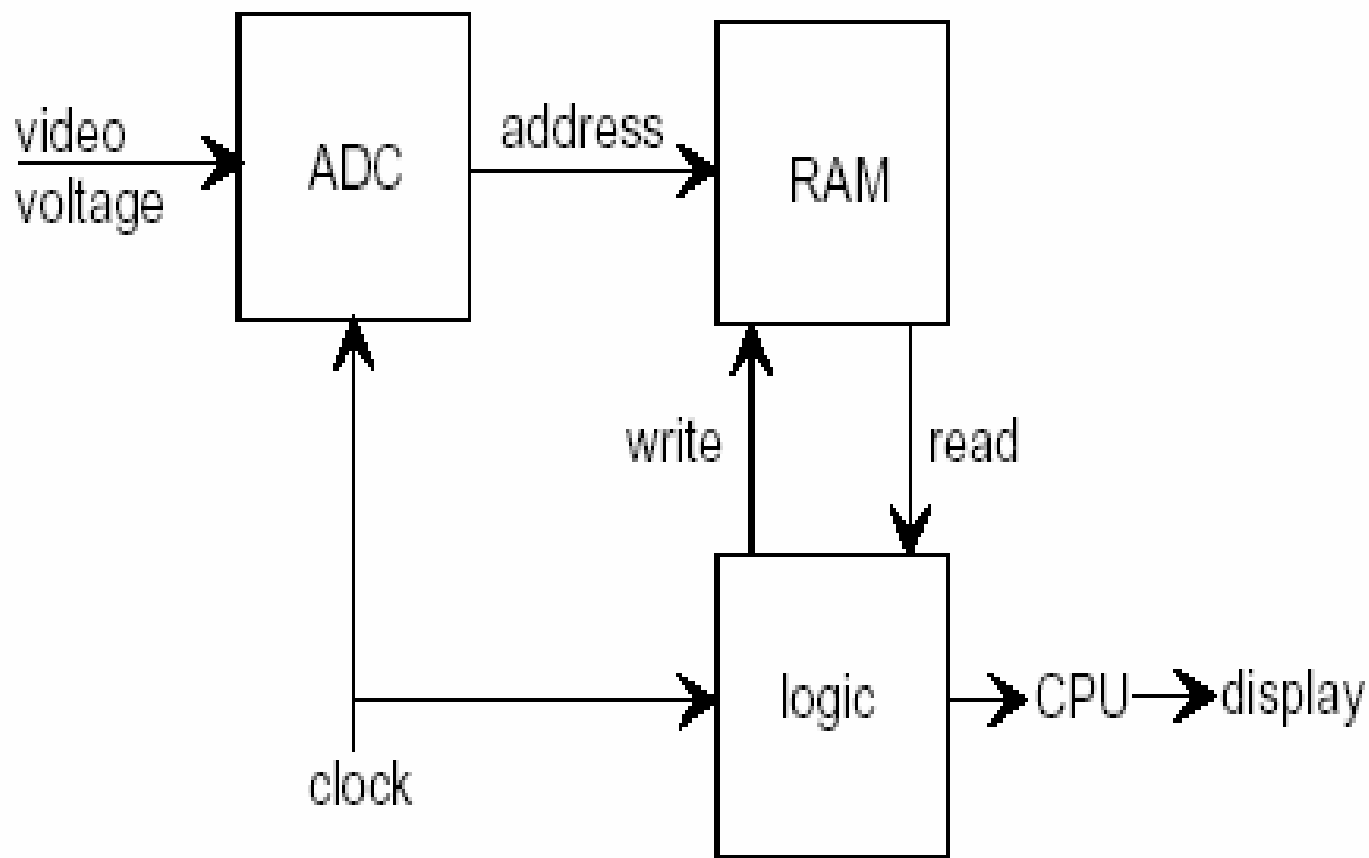 video
voltage
ADC
address
RAM
write
read
clock
logic
CPU
display